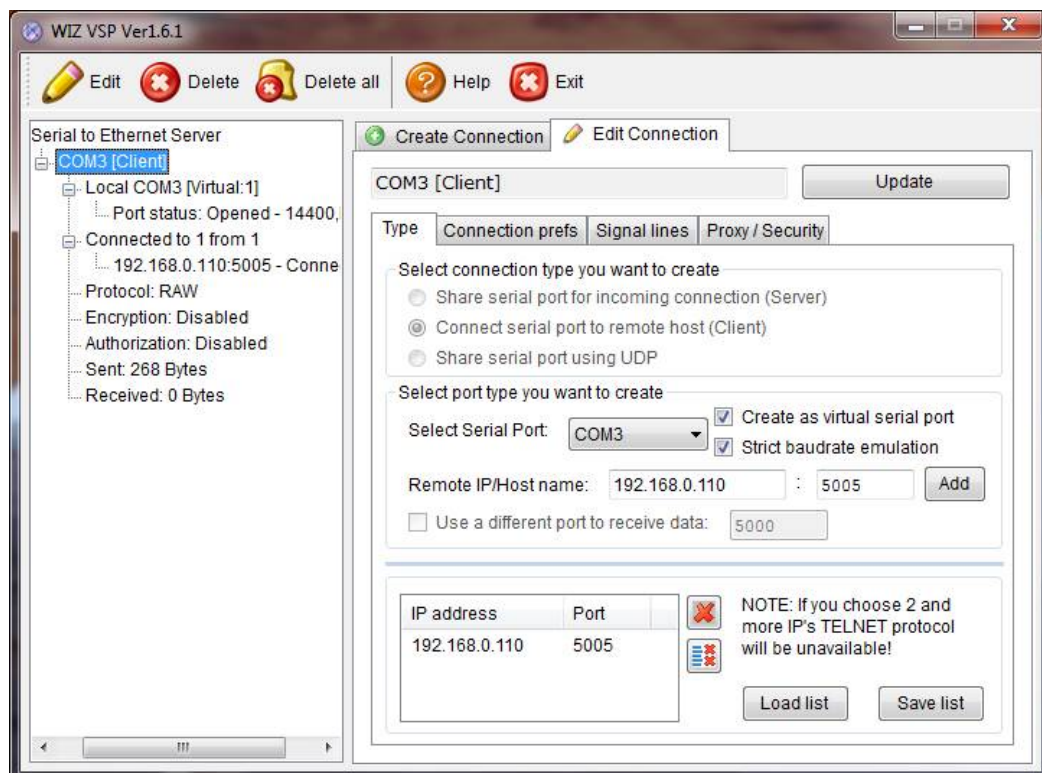 WIZ VSP Ver1.6.1
Edit Delete Delete all Help Exit
Serial to Ethernet Server
COM3 [Client]
Local COM3 [Virtual:1]
Port status: Opened - 14400,
Connected to 1 from 1
192.168.0.110:5005 - Conne
Protocol: RAW
Encryption: Disabled
Authorization: Disabled
Sent: 268 Bytes
Received: 0 Bytes
Create Connection Edit Connection
COM3 [Client] Update
Type Connection prefs Signal lines Proxy / Security
Select connection type you want to create
Share serial port for incoming connection (Server)
Connect serial port to remote host (Client)
Share serial port using UDP
Select port type you want to create
Select Serial Port: COM3
Create as virtual serial port
Strict baudrate emulation
Remote IP/Host name: 192.168.0.110 : 5005 Add
Use a different port to receive data: 5000
IP address Port
192.168.0.110 5005
NOTE: If you choose 2 and
more IP's TELNET protocol
will be unavailable!
Load list Save list